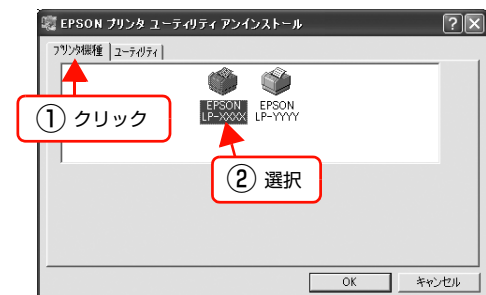 EPSON プリンタ ユーティリティ アンインストール
プリンタ機種 ユーティリティ
EPSON LP-XXXX
EPSON LP-YYYY
① クリック
② 選択
OK キャンセル